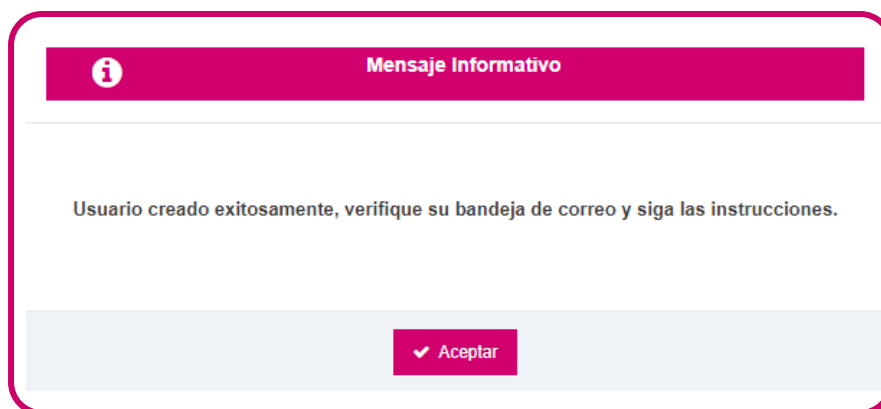 Mensaje Informativo
Usuario creado exitosamente, verifique su bandeja de correo y siga las instrucciones.
Aceptar